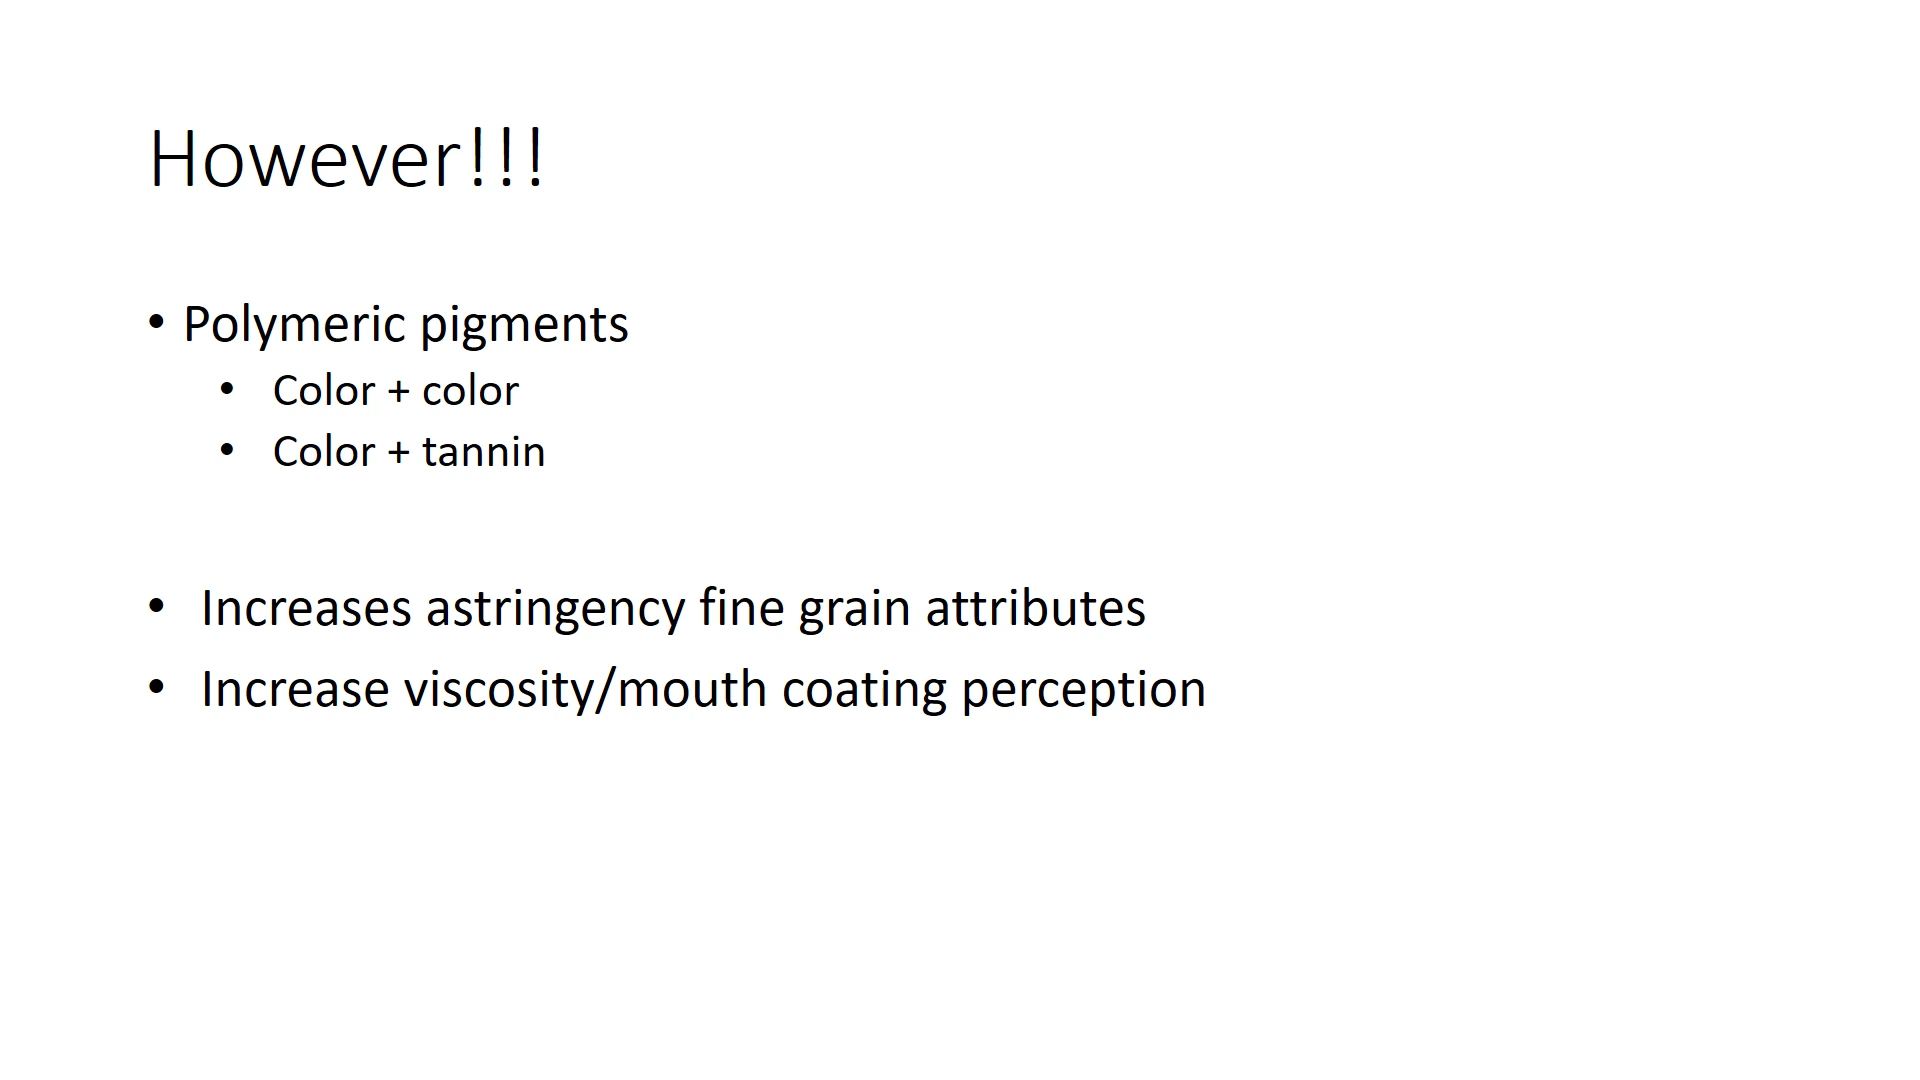 However!!!
• Polymeric pigments
• Color + color
• Color + tannin
• Increases astringency fine grain attributes
• Increase viscosity/mouth coating perception